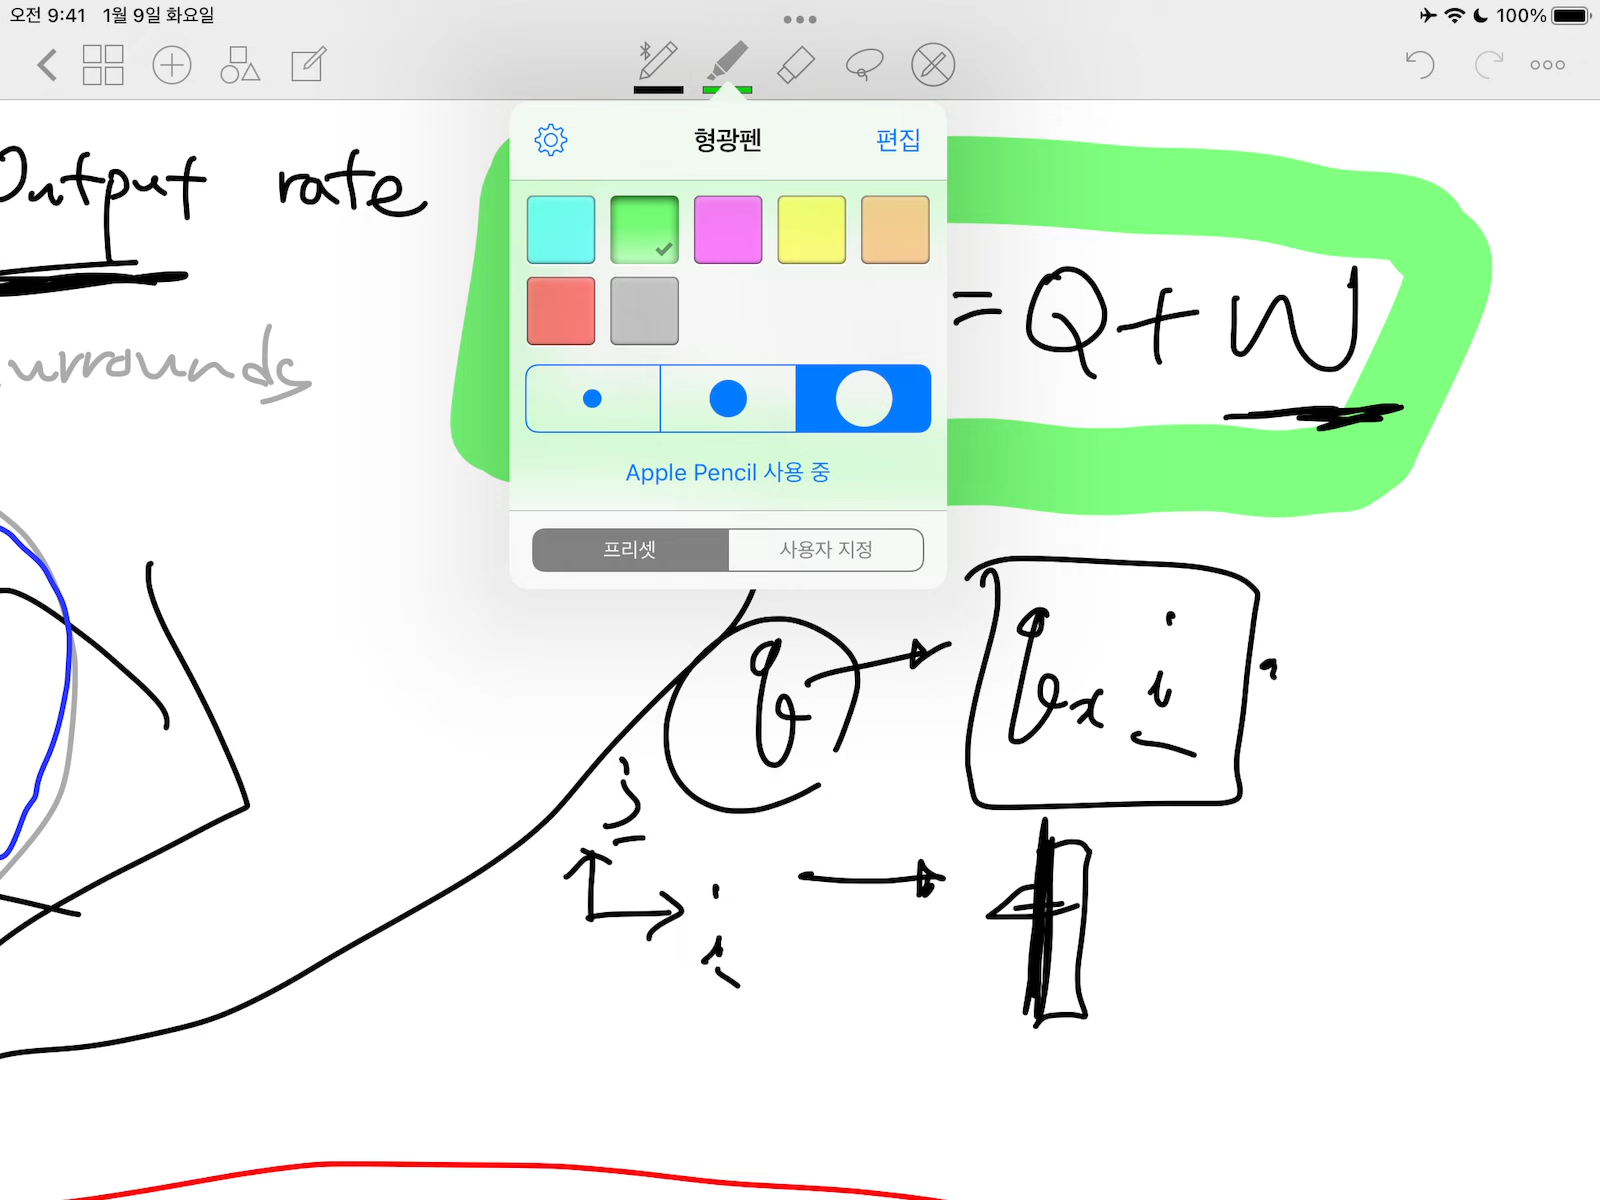 오전 9:41 1월 9일 화요일
100%
형광펜
편집
Output rate
= Q + W
urrounds
Apple Pencil 사용 중
프리셋
사용자 지정
j
i